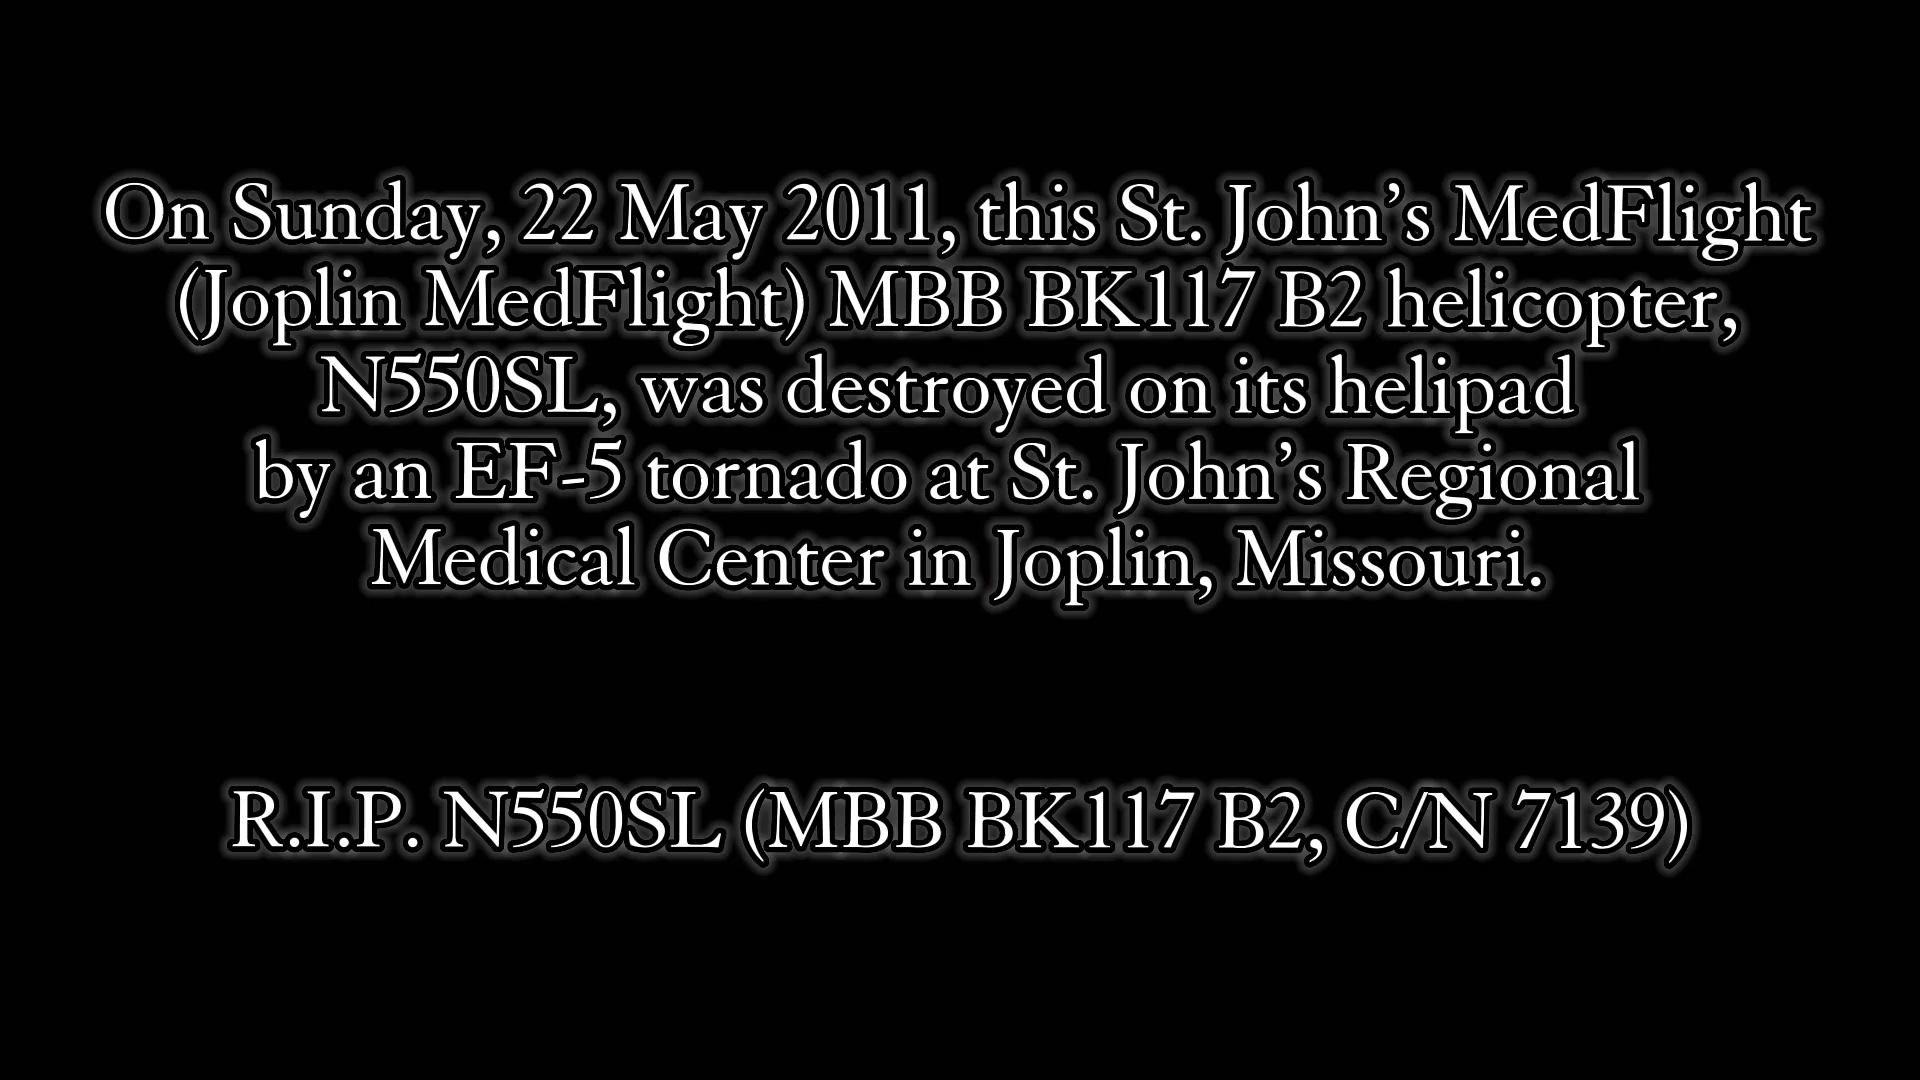 On Sunday, 22 May 2011, this St. John’s MedFlight
(Joplin MedFlight) MBB BK117 B2 helicopter,
N550SL, was destroyed on its helipad
by an EF-5 tornado at St. John’s Regional
Medical Center in Joplin, Missouri.
R.I.P. N550SL (MBB BK117 B2, C/N 7139)